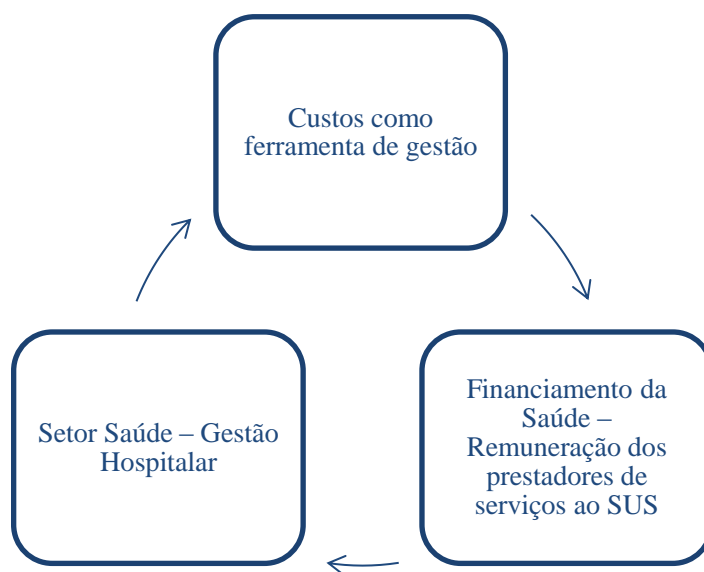 Custos como
ferramenta de gestão
Financiamento da
Saúde –
Remuneração dos
prestadores de
serviços ao SUS
Setor Saúde – Gestão
Hospitalar